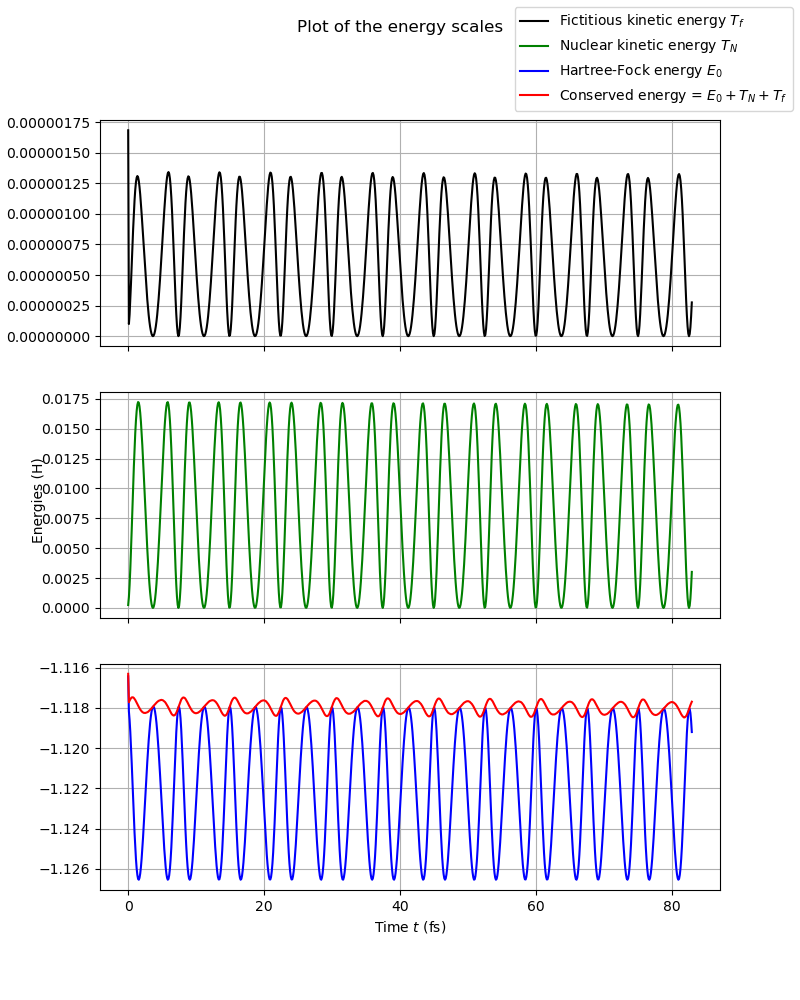 Plot of the energy scales
Fictitious kinetic energy T_f
Nuclear kinetic energy T_N
Hartree-Fock energy E_0
Conserved energy = E_0 + T_N + T_f
0.00000175
0.00000150
0.00000125
0.00000100
0.00000075
0.00000050
0.00000025
0.00000000
Energies (H)
0.0175
0.0150
0.0125
0.0100
0.0075
0.0050
0.0025
0.0000
−1.116
−1.118
−1.120
−1.122
−1.124
−1.126
0 20 40 60 80
Time t (fs)